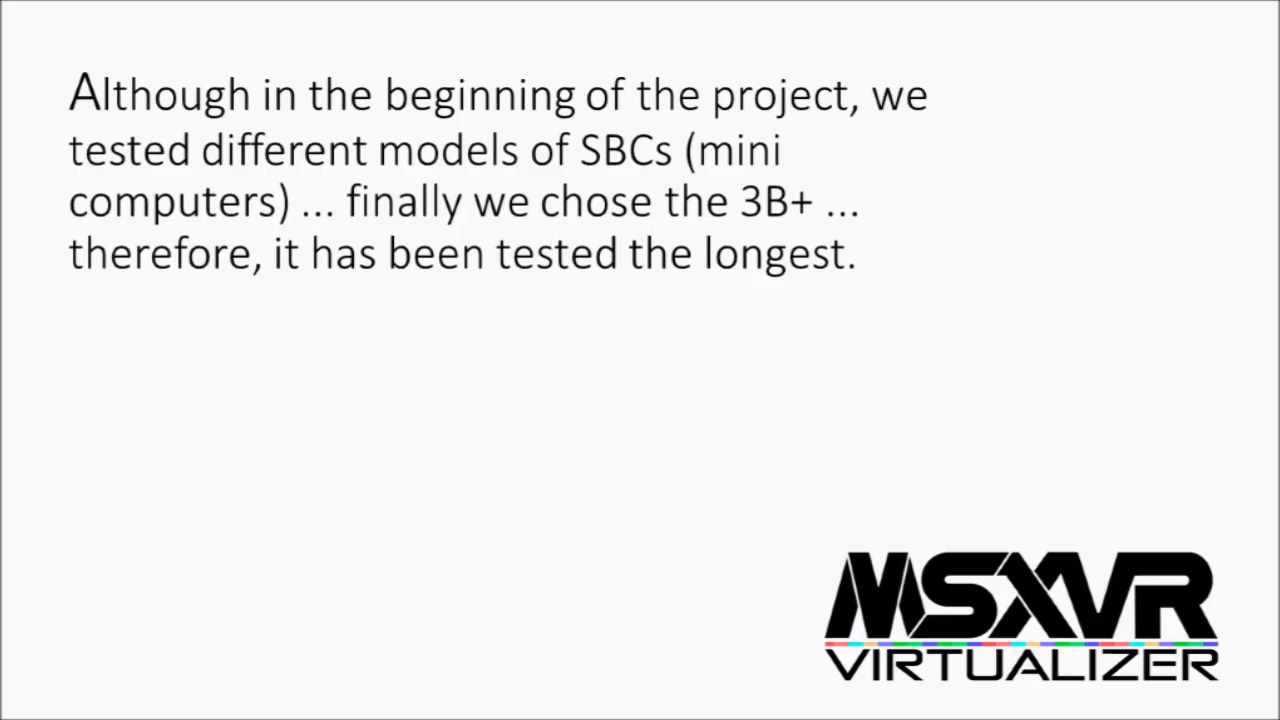 Although in the beginning of the project, we
tested different models of SBCs (mini
computers) ... finally we chose the 3B+ ...
therefore, it has been tested the longest.
MSXVR
VIRTUALIZER